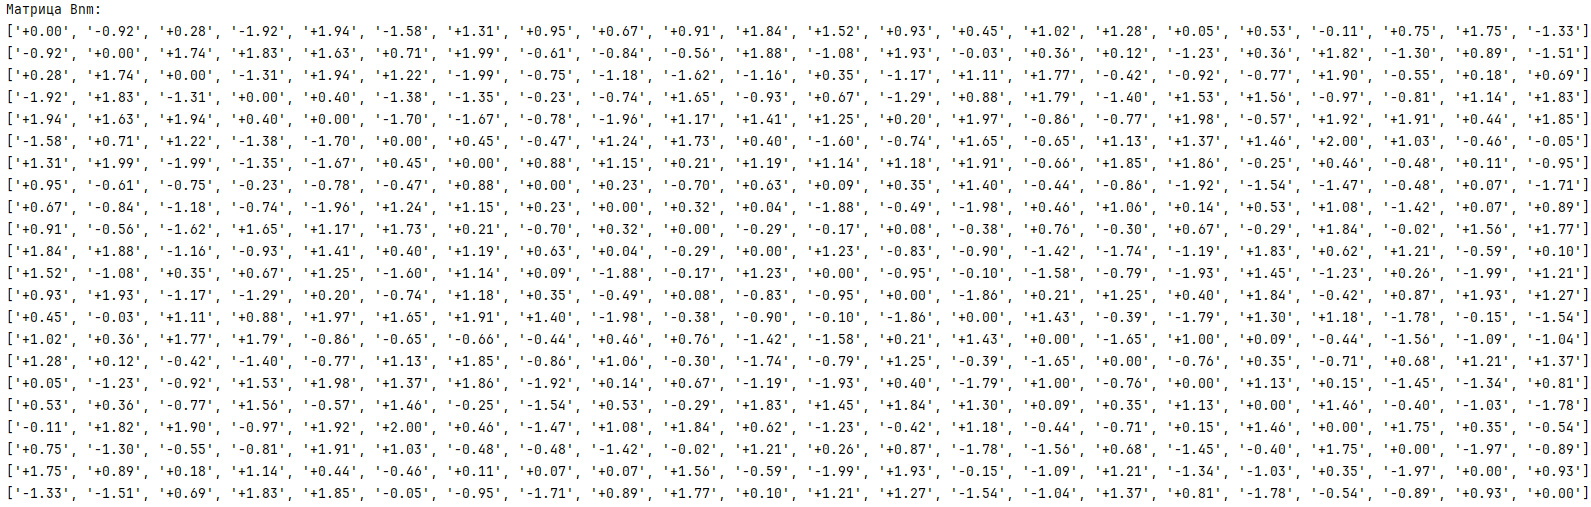 Матрица Bnm:
['+0.00', '-0.92', '+0.28', '-1.92', '+1.94', '-1.58', '+1.31', '+0.95', '+0.67', '+0.91', '+1.84', '+1.52', '+0.93', '+0.45', '+1.02', '+1.28', '+0.05', '+0.53', '-0.11', '+0.75', '+1.75', '-1.33']
['-0.92', '+0.00', '+1.74', '+1.83', '+1.63', '+0.71', '+1.99', '-0.61', '-0.84', '-0.56', '+1.88', '-1.08', '+1.93', '-0.03', '+0.36', '+0.12', '-1.23', '+0.36', '+1.82', '-1.30', '+0.89', '-1.51']
['+0.28', '+1.74', '+0.00', '-1.31', '+1.94', '+1.22', '-1.99', '-0.75', '-1.18', '-1.62', '-1.16', '+0.35', '-1.17', '+1.11', '+1.77', '-0.42', '-0.92', '-0.77', '+1.90', '-0.55', '+0.18', '+0.69']
['-1.92', '+1.83', '-1.31', '+0.00', '+0.40', '-1.38', '-1.35', '-0.23', '-0.74', '+1.65', '-0.93', '+0.67', '-1.29', '+0.88', '+1.79', '-1.40', '+1.53', '+1.56', '-0.97', '-0.81', '+1.14', '+1.83']
['+1.94', '+1.63', '+1.94', '+0.40', '+0.00', '-1.70', '-1.67', '-0.78', '-1.96', '+1.17', '+1.41', '+1.25', '+0.20', '+1.97', '-0.86', '-0.77', '+1.98', '-0.57', '+1.92', '+1.91', '+0.44', '+1.85']
['-1.58', '+0.71', '+1.22', '-1.38', '-1.70', '+0.00', '+0.45', '-0.47', '+1.24', '+1.73', '+0.40', '-1.60', '-0.74', '+1.65', '-0.65', '+1.13', '+1.37', '+1.46', '+2.00', '+1.03', '-0.46', '-0.05']
['+1.31', '+1.99', '-1.99', '-1.35', '-1.67', '+0.45', '+0.00', '+0.88', '+1.15', '+0.21', '+1.19', '+1.14', '+1.18', '+1.91', '-0.66', '+1.85', '+1.86', '-0.25', '+0.46', '-0.48', '+0.11', '-0.95']
['+0.95', '-0.61', '-0.75', '-0.23', '-0.78', '-0.47', '+0.88', '+0.00', '+0.23', '-0.70', '+0.63', '+0.09', '+0.35', '+1.40', '-0.44', '-0.86', '-1.92', '-1.54', '-1.47', '-0.48', '+0.07', '-1.71']
['+0.67', '-0.84', '-1.18', '-0.74', '-1.96', '+1.24', '+1.15', '+0.23', '+0.00', '+0.32', '+0.04', '-1.88', '-0.49', '-1.98', '+0.46', '+1.06', '+0.14', '+0.53', '+1.08', '-1.42', '+0.07', '+0.89']
['+0.91', '-0.56', '-1.62', '+1.65', '+1.17', '+1.73', '+0.21', '-0.70', '+0.32', '+0.00', '-0.29', '-0.17', '+0.08', '-0.38', '+0.76', '-0.30', '+0.67', '-0.29', '+1.84', '-0.02', '+1.56', '+1.77']
['+1.84', '+1.88', '-1.16', '-0.93', '+1.41', '+0.40', '+1.19', '+0.63', '+0.04', '-0.29', '+0.00', '+1.23', '-0.83', '-0.90', '-1.42', '-1.74', '-1.19', '+1.83', '+0.62', '+1.21', '-0.59', '+0.10']
['+1.52', '-1.08', '+0.35', '+0.67', '+1.25', '-1.60', '+1.14', '+0.09', '-1.88', '-0.17', '+1.23', '+0.00', '-0.95', '-0.10', '-1.58', '-0.79', '-1.93', '+1.45', '-1.23', '+0.26', '-1.99', '+1.21']
['+0.93', '+1.93', '-1.17', '-1.29', '+0.20', '-0.74', '+1.18', '+0.35', '-0.49', '+0.08', '-0.83', '-0.95', '+0.00', '-1.86', '+0.21', '+1.25', '+0.40', '+1.84', '-0.42', '+0.87', '+1.93', '+1.27']
['+0.45', '-0.03', '+1.11', '+0.88', '+1.97', '+1.65', '+1.91', '+1.40', '-1.98', '-0.38', '-0.90', '-0.10', '-1.86', '+0.00', '+1.43', '-0.39', '-1.79', '+1.30', '+1.18', '-1.78', '-0.15', '-1.54']
['+1.02', '+0.36', '+1.77', '+1.79', '-0.86', '-0.65', '-0.66', '-0.44', '+0.46', '+0.76', '-1.42', '-1.58', '+0.21', '+1.43', '+0.00', '-1.65', '+1.00', '+0.09', '-0.44', '-1.56', '-1.09', '-1.04']
['+1.28', '+0.12', '-0.42', '-1.40', '-0.77', '+1.13', '+1.85', '-0.86', '+1.06', '-0.30', '-1.74', '-0.79', '+1.25', '-0.39', '-1.65', '+0.00', '-0.76', '+0.35', '-0.71', '+0.68', '+1.21', '+1.37']
['+0.05', '-1.23', '-0.92', '+1.53', '+1.98', '+1.37', '+1.86', '-1.92', '+0.14', '+0.67', '-1.19', '-1.93', '+0.40', '-1.79', '+1.00', '-0.76', '+0.00', '+1.13', '+0.15', '-1.45', '-1.34', '+0.81']
['+0.53', '+0.36', '-0.77', '+1.56', '-0.57', '+1.46', '-0.25', '-1.54', '+0.53', '-0.29', '+1.83', '+1.45', '+1.84', '+1.30', '+0.09', '+0.35', '+1.13', '+0.00', '+1.46', '-0.40', '-1.03', '-1.78']
['-0.11', '+1.82', '+1.90', '-0.97', '+1.92', '+2.00', '+0.46', '-1.47', '+1.08', '+1.84', '+0.62', '-1.23', '-0.42', '+1.18', '-0.44', '-0.71', '+0.15', '+1.46', '+0.00', '+1.75', '+0.35', '-0.54']
['+0.75', '-1.30', '-0.55', '-0.81', '+1.91', '+1.03', '-0.48', '-0.48', '-1.42', '-0.02', '+1.21', '+0.26', '+0.87', '-1.78', '-1.56', '+0.68', '-1.45', '-0.40', '+1.75', '+0.00', '-1.97', '-0.89']
['+1.75', '+0.89', '+0.18', '+1.14', '+0.44', '-0.46', '+0.11', '+0.07', '+0.07', '+1.56', '-0.59', '-1.99', '+1.93', '-0.15', '-1.09', '+1.21', '-1.34', '-1.03', '+0.35', '-1.97', '+0.00', '+0.93']
['-1.33', '-1.51', '+0.69', '+1.83', '+1.85', '-0.05', '-0.95', '-1.71', '+0.89', '+1.77', '+0.10', '+1.21', '+1.27', '-1.54', '-1.04', '+1.37', '+0.81', '-1.78', '-0.54', '-0.89', '+0.93', '+0.00']